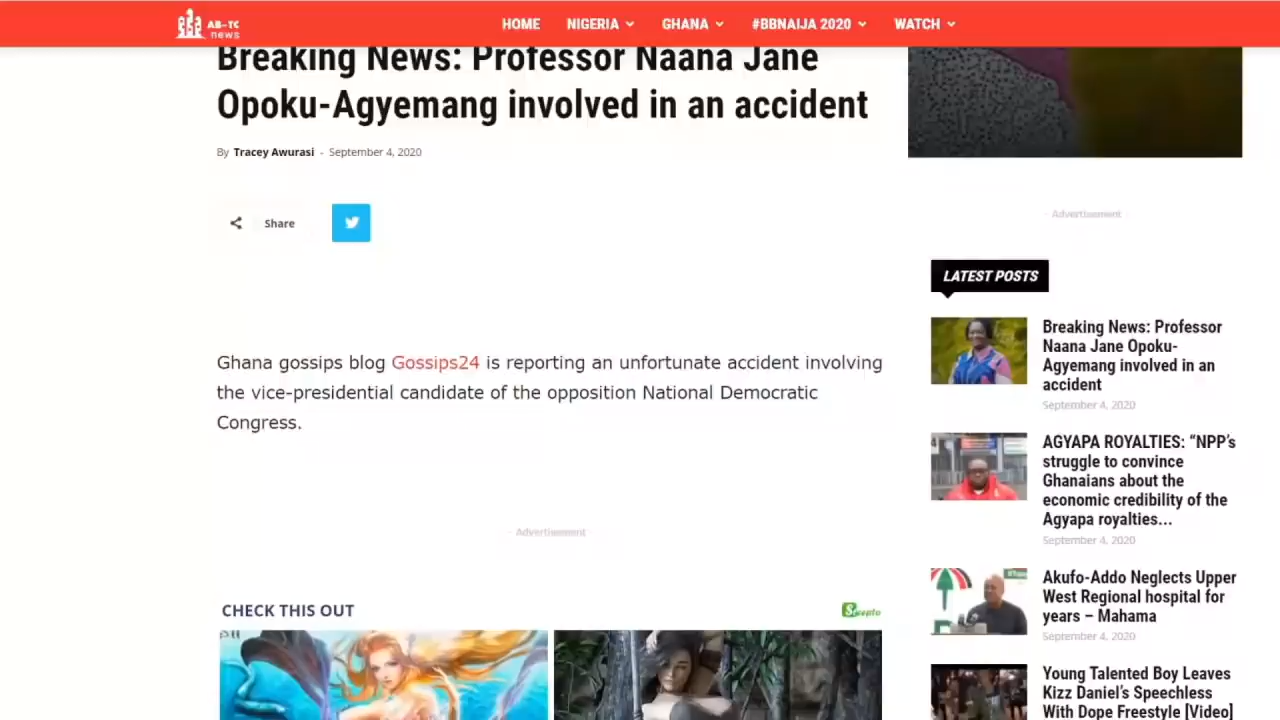 AB-TC
news
HOME
NIGERIA
GHANA
#BBNAIJA 2020
WATCH
Breaking News: Professor Naana Jane
Opoku-Agyemang involved in an accident
By Tracey Awurasi - September 4, 2020
Share
Ghana gossips blog Gossips24 is reporting an unfortunate accident involving
the vice-presidential candidate of the opposition National Democratic
Congress.
- Advertisement -
CHECK THIS OUT
- Advertisement -
LATEST POSTS
Breaking News: Professor
Naana Jane Opoku-
Agyemang involved in an
accident
September 4, 2020
AGYAPA ROYALTIES: “NPP’s
struggle to convince
Ghanaians about the
economic credibility of the
Agyapa royalties...
September 4, 2020
Akufo-Addo Neglects Upper
West Regional hospital for
years – Mahama
September 4, 2020
Young Talented Boy Leaves
Kizz Daniel’s Speechless
With Dope Freestyle [Video]